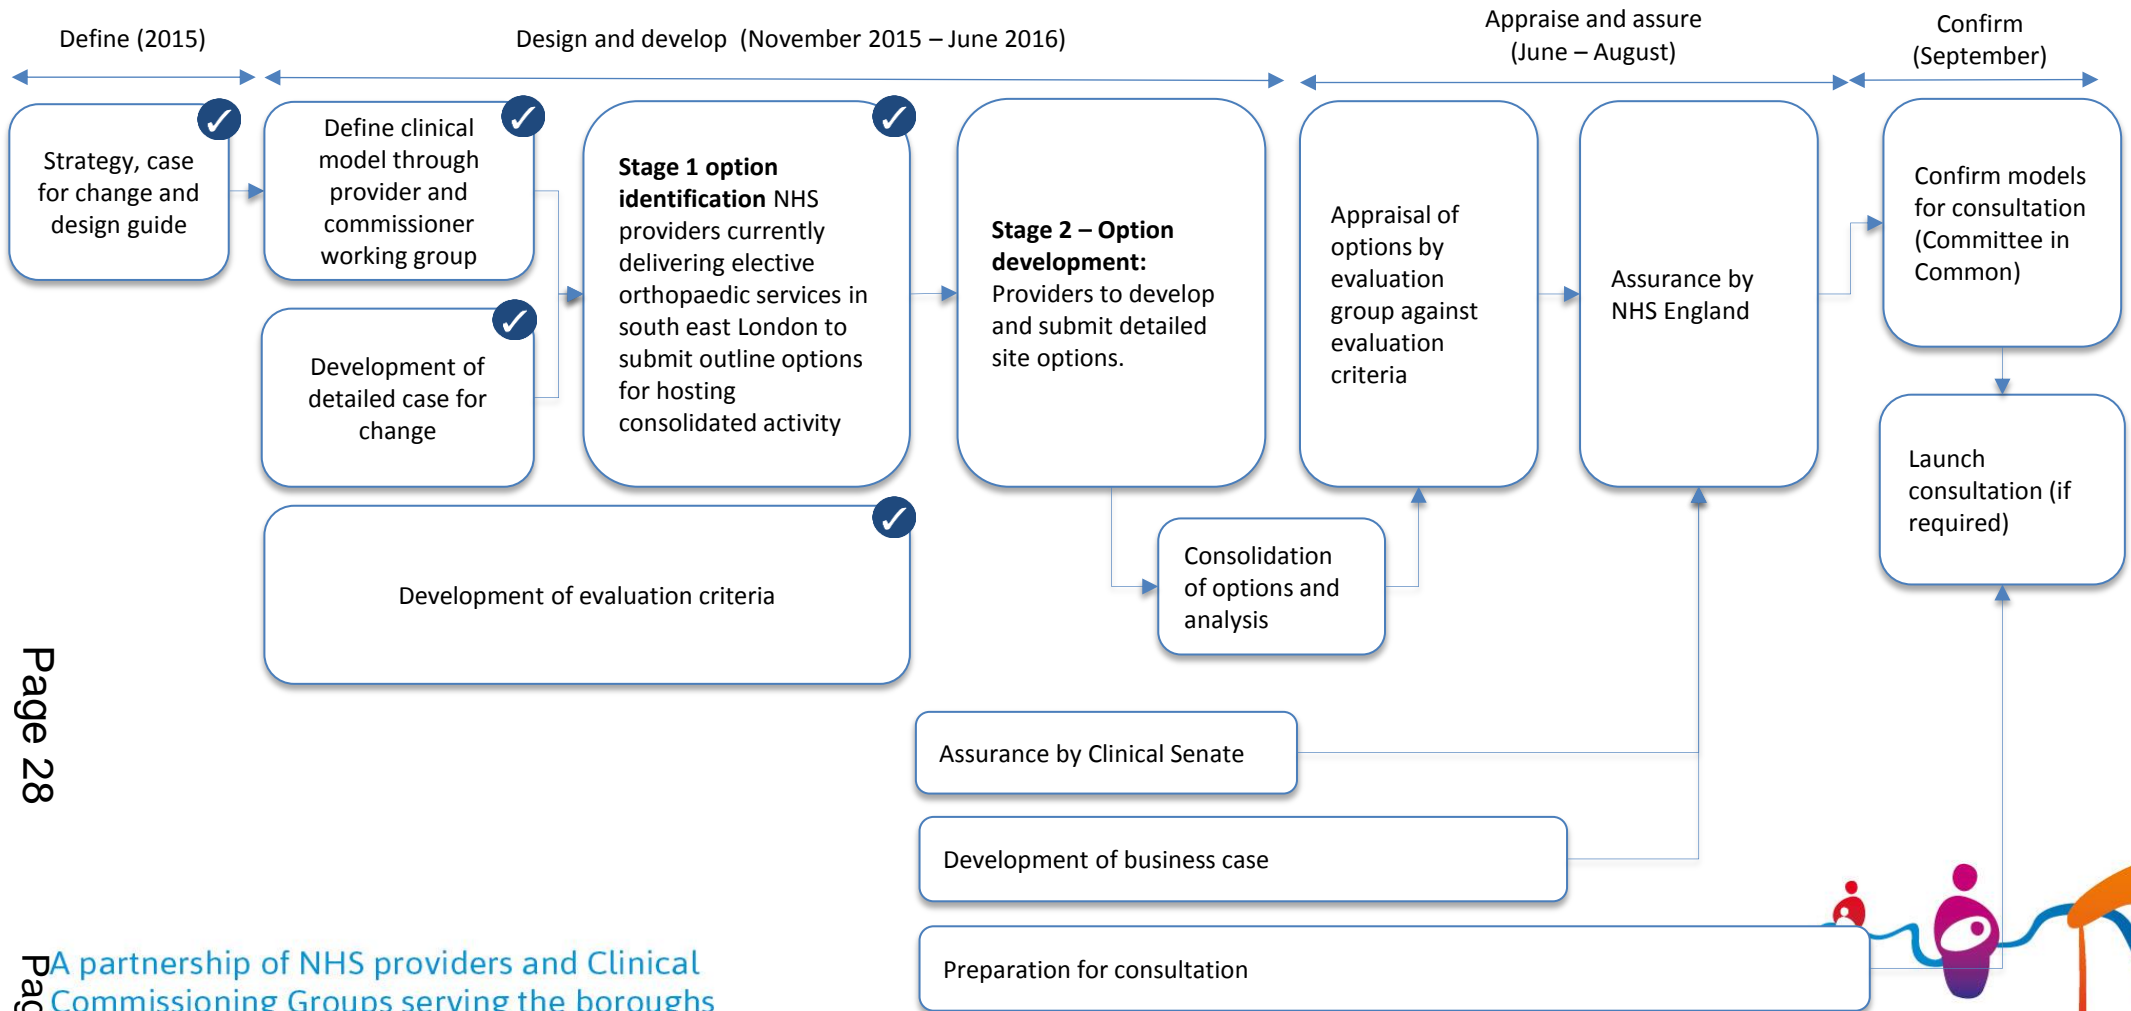 Define (2015)
Design and develop  (November 2015 – June 2016)
Appraise and assure
(June – August)
Confirm
(September)
Strategy, case
for change and
design guide
Define clinical
model through
provider and
commissioner
working group
Development of
detailed case for
change
Stage 1 option
identification NHS
providers currently
delivering elective
orthopaedic services in
south east London to
submit outline options
for hosting
consolidated activity
Stage 2 – Option
development:
Providers to develop
and submit detailed
site options.
Appraisal of
options by
evaluation
group against
evaluation
criteria
Assurance by
NHS England
Confirm models
for consultation
(Committee in
Common)
Launch
consultation (if
required)
Development of evaluation criteria
Consolidation
of options and
analysis
Assurance by Clinical Senate
Development of business case
Preparation for consultation
Page 28
A partnership of NHS providers and Clinical
Commissioning Groups serving the boroughs